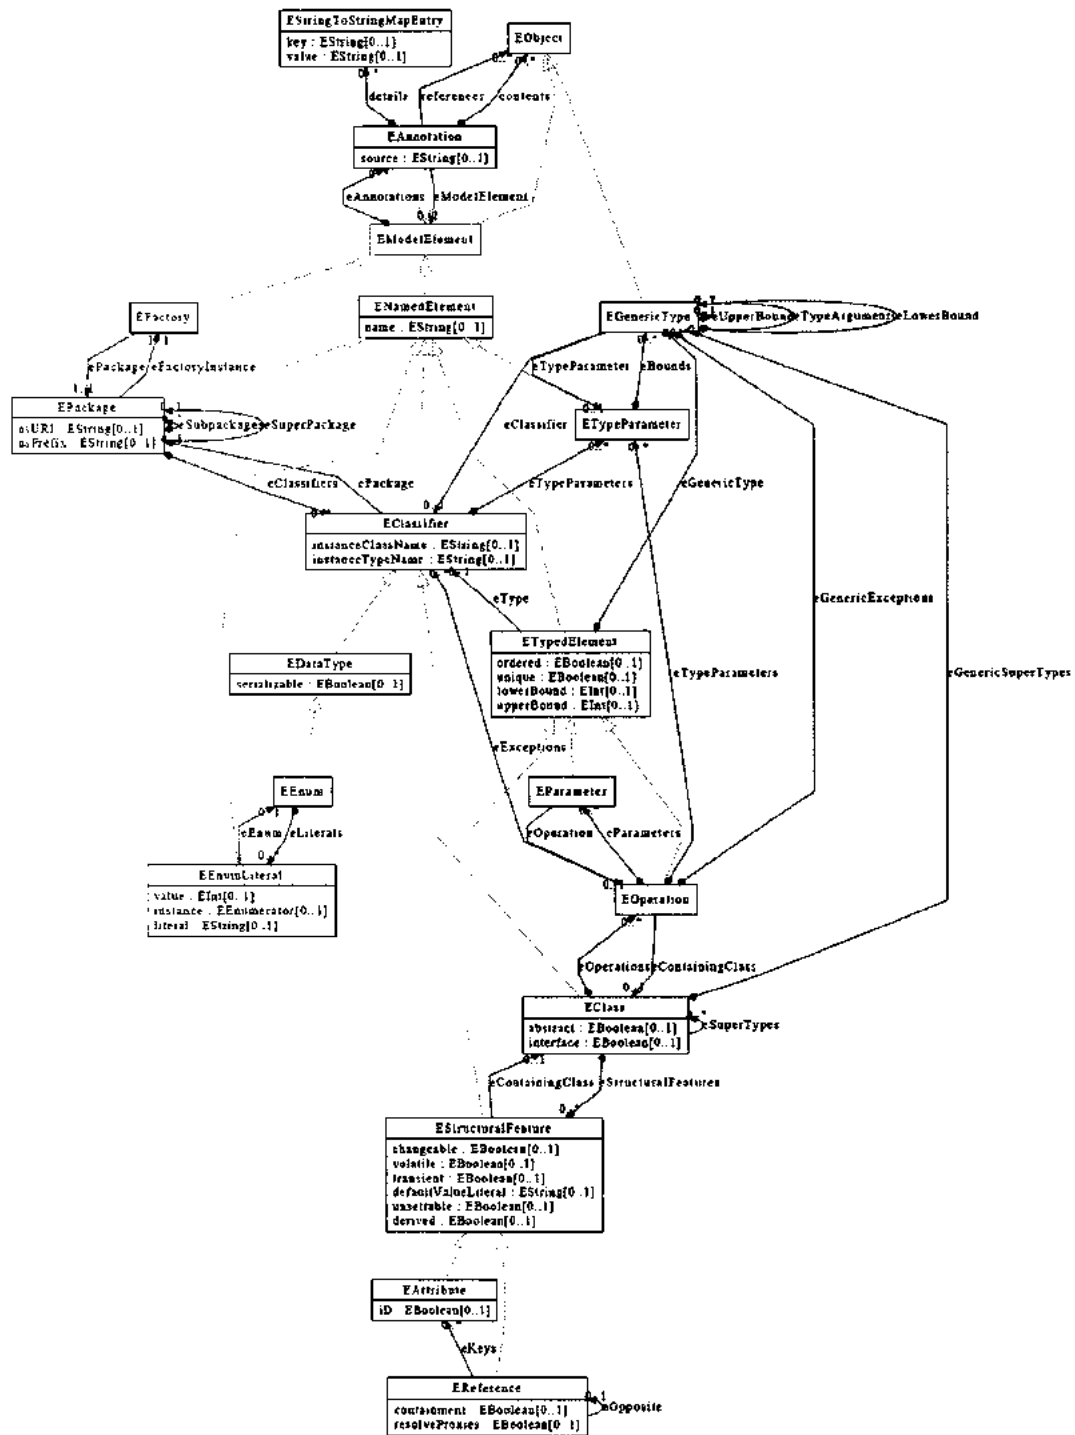 EStringToStringMapEntry
key : EString[0..1]
value : EString[0..1]
EObject
details
references
contents
EAnnotation
source : EString[0..1]
eAnnotations
eModelElement
EModelElement
EFactory
ENamedElement
name : EString[0..1]
EGenericType
eUpperBound
eTypeArguments
eLowerBound
ePackage
eFactoryInstance
eTypeParameter
eBounds
EPackage
nsURI : EString[0..1]
nsPrefix : EString[0..1]
eSubpackages
eSuperPackage
eClassifier
ETypeParameter
eClassifiers
ePackage
eTypeParameters
eGenericType
EClassifier
instanceClassName : EString[0..1]
instanceTypeName : EString[0..1]
eType
eGenericExceptions
ETypedElement
ordered : EBoolean[0..1]
unique : EBoolean[0..1]
lowerBound : EInt[0..1]
upperBound : EInt[0..1]
EDataType
serializable : EBoolean[0..1]
eTypeParameters
eGenericSuperTypes
eExceptions
EEnum
EParameter
eEnum
eLiterals
eOperation
eParameters
EEnumLiteral
value : EInt[0..1]
instance : EEnumerator[0..1]
literal : EString[0..1]
EOperation
eOperations
eContainingClass
EClass
abstract : EBoolean[0..1]
interface : EBoolean[0..1]
eSuperTypes
eContainingClass
eStructuralFeatures
EStructuralFeature
changeable : EBoolean[0..1]
volatile : EBoolean[0..1]
transient : EBoolean[0..1]
defaultValueLiteral : EString[0..1]
unsettable : EBoolean[0..1]
derived : EBoolean[0..1]
EAttribute
iD : EBoolean[0..1]
eKeys
EReference
containment : EBoolean[0..1]
resolveProxies : EBoolean[0..1]
eOpposite